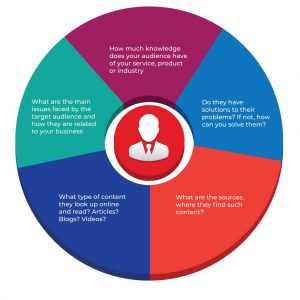 How much knowledge
does your audience have
of your service, product
or industry
What are the main
issues faced by the
target audience and
how they are related
to your business
Do they have
solutions to their
problems? If not, how
can you solve them?
What type of content
they look up online
and read? Articles?
Blogs? Videos?
What are the sources
where they find such
content?